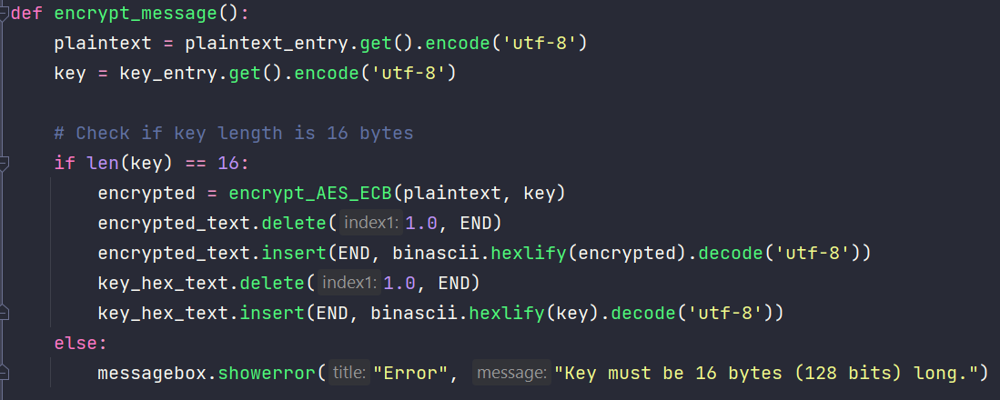 def encrypt_message():
    plaintext = plaintext_entry.get().encode('utf-8')
    key = key_entry.get().encode('utf-8')

    # Check if key length is 16 bytes
    if len(key) == 16:
        encrypted = encrypt_AES_ECB(plaintext, key)
        encrypted_text.delete(index1: 1.0, END)
        encrypted_text.insert(END, binascii.hexlify(encrypted).decode('utf-8'))
        key_hex_text.delete(index1: 1.0, END)
        key_hex_text.insert(END, binascii.hexlify(key).decode('utf-8'))
    else:
        messagebox.showerror(title: "Error", message: "Key must be 16 bytes (128 bits) long.")